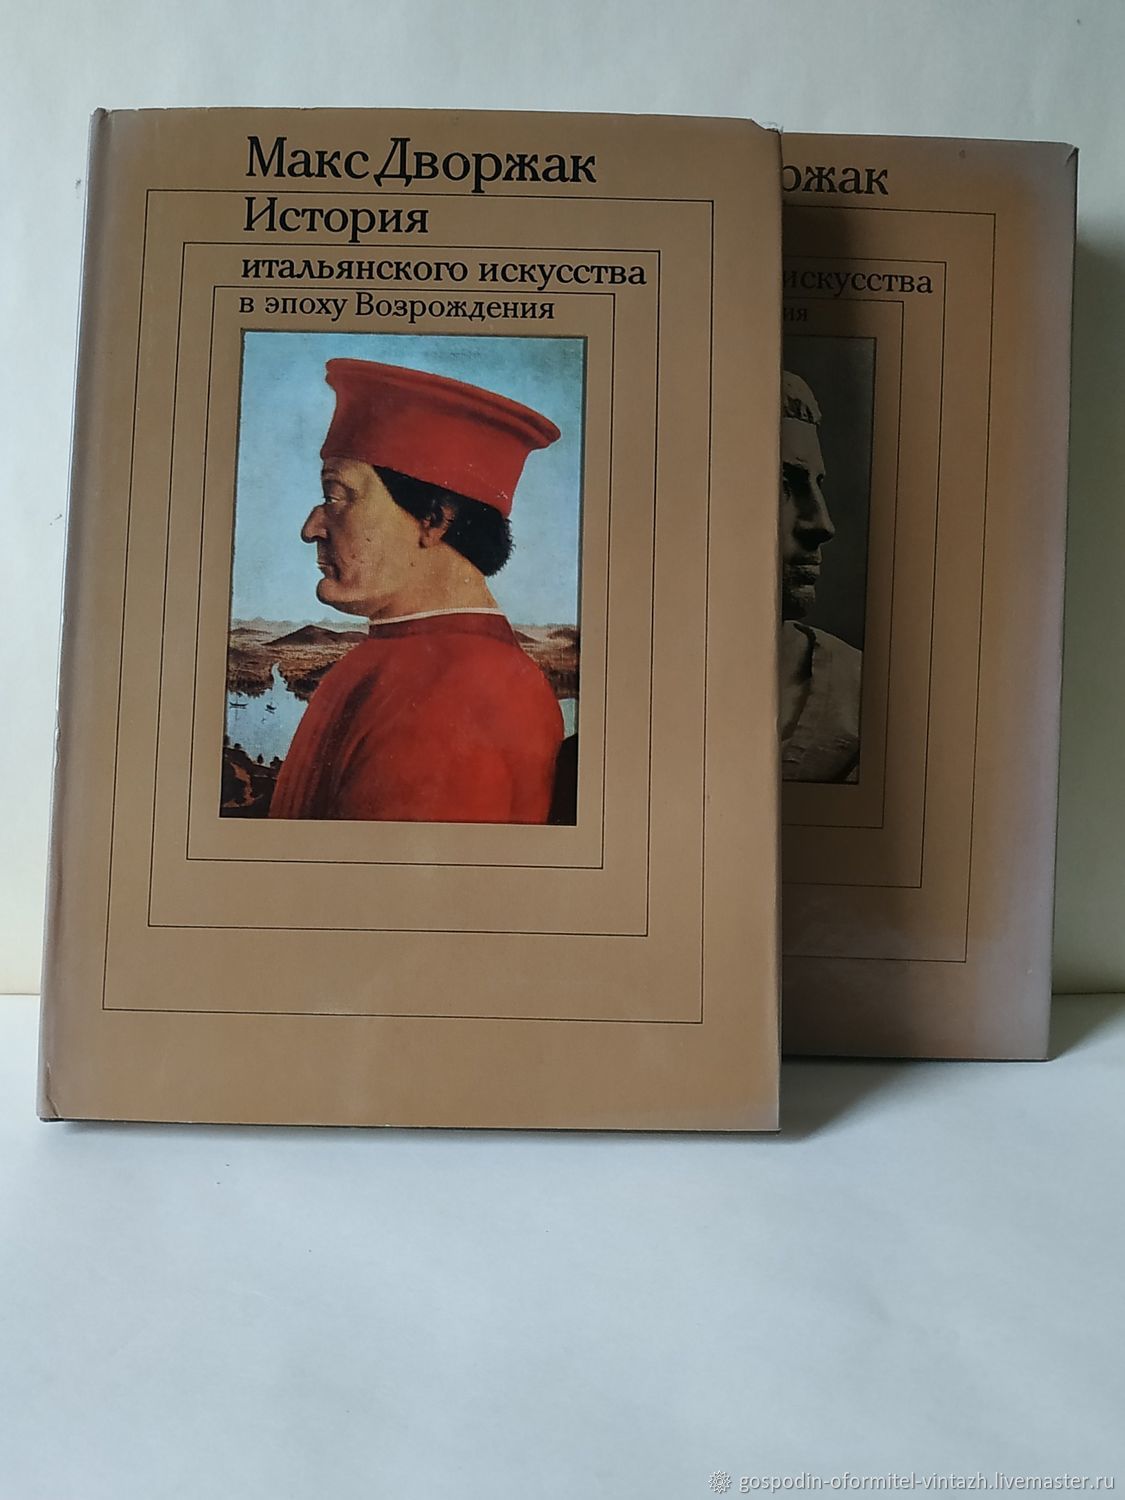 Макс Дворжак
История
итальянского искусства
в эпоху Возрождения
ржак
искусства
ия
gospodin-oformitel-vintazh.livemaster.ru